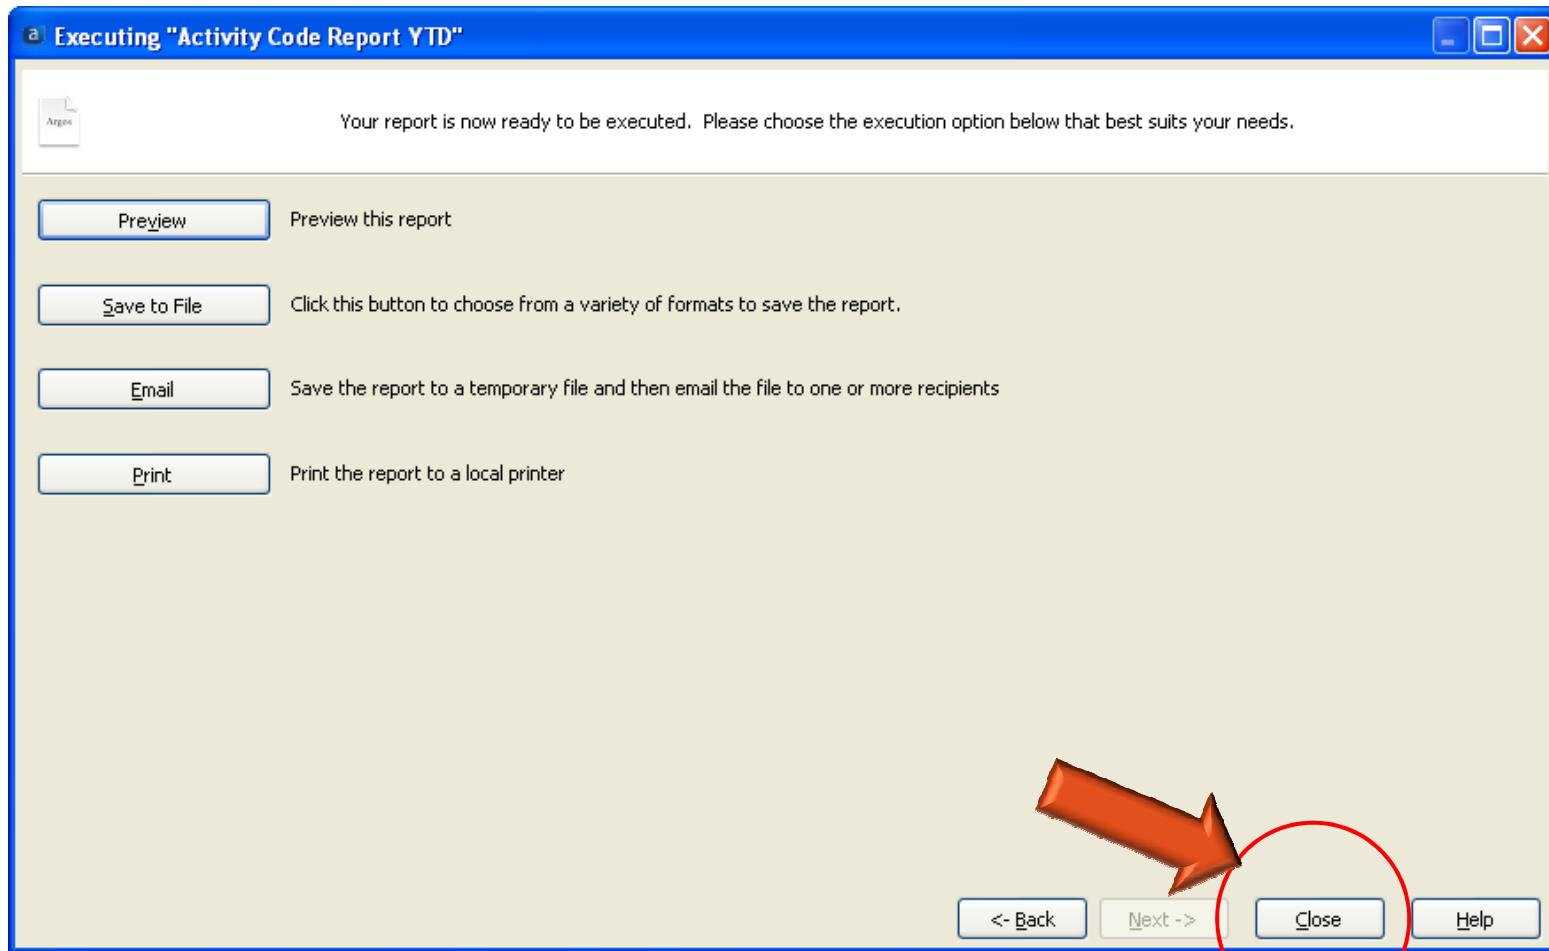 a Executing "Activity Code Report YTD"
Argos
Your report is now ready to be executed. Please choose the execution option below that best suits your needs.
Preview Preview this report
Save to File Click this button to choose from a variety of formats to save the report.
Email Save the report to a temporary file and then email the file to one or more recipients
Print Print the report to a local printer
<- Back Next -> Close Help